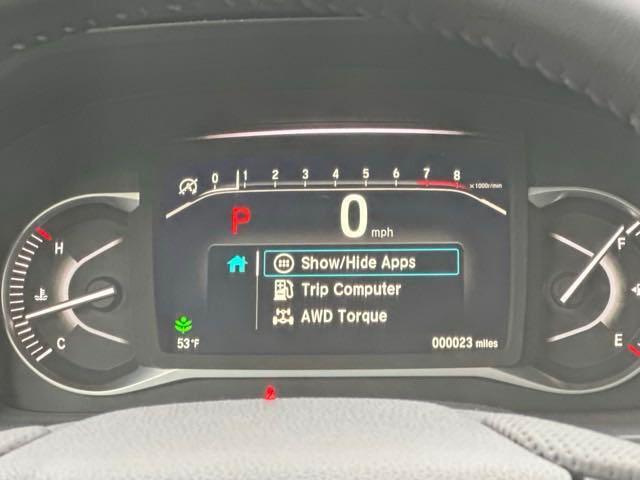 0 1 2 3 4 5 6 7 8 ×1000r/min
P 0 mph
H
F
Show/Hide Apps
Trip Computer
AWD Torque
C
E
53°F
000023 miles